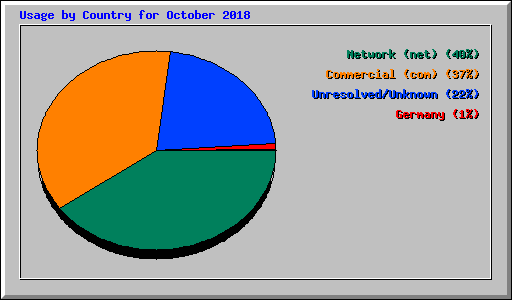 Usage by Country for October 2018
Network (net) (40%)
Commercial (com) (37%)
Unresolved/Unknown (22%)
Germany (1%)